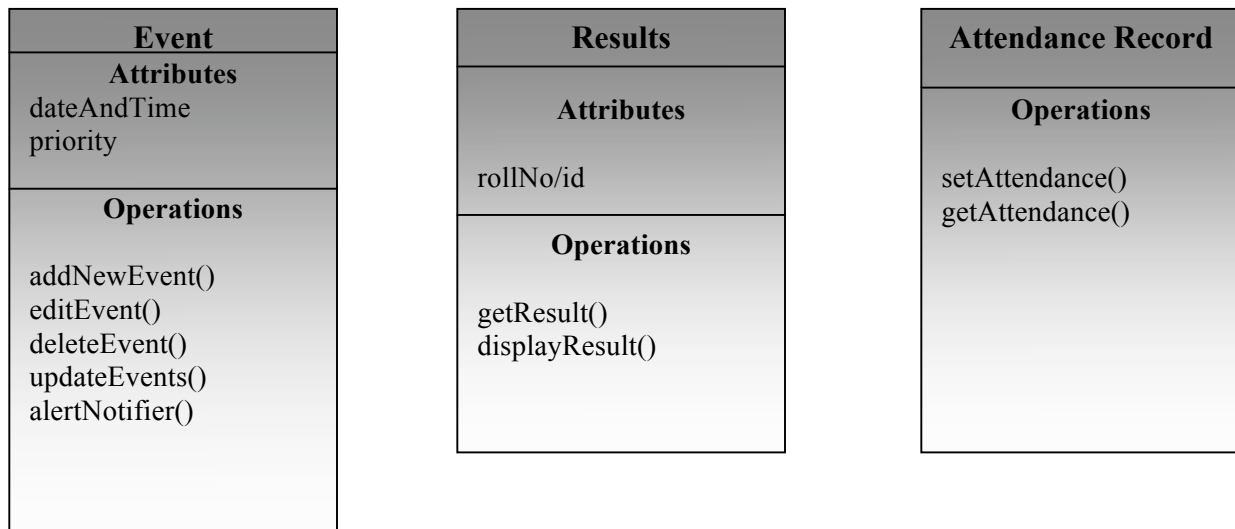 Event
Attributes
dateAndTime
priority
Operations
addNewEvent()
editEvent()
deleteEvent()
updateEvents()
alertNotifier()
Results
Attributes
rollNo/id
Operations
getResult()
displayResult()
Attendance Record
Operations
setAttendance()
getAttendance()